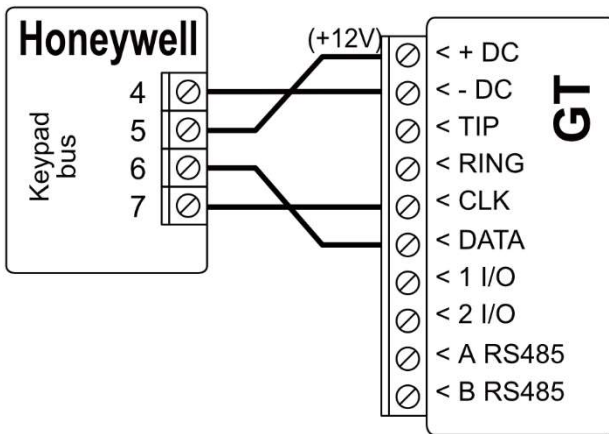 Honeywell
Keypad
bus
4
5
6
7
(+12V)
< + DC
< - DC
< TIP
< RING
< CLK
< DATA
< 1 I/O
< 2 I/O
< A RS485
< B RS485
GT